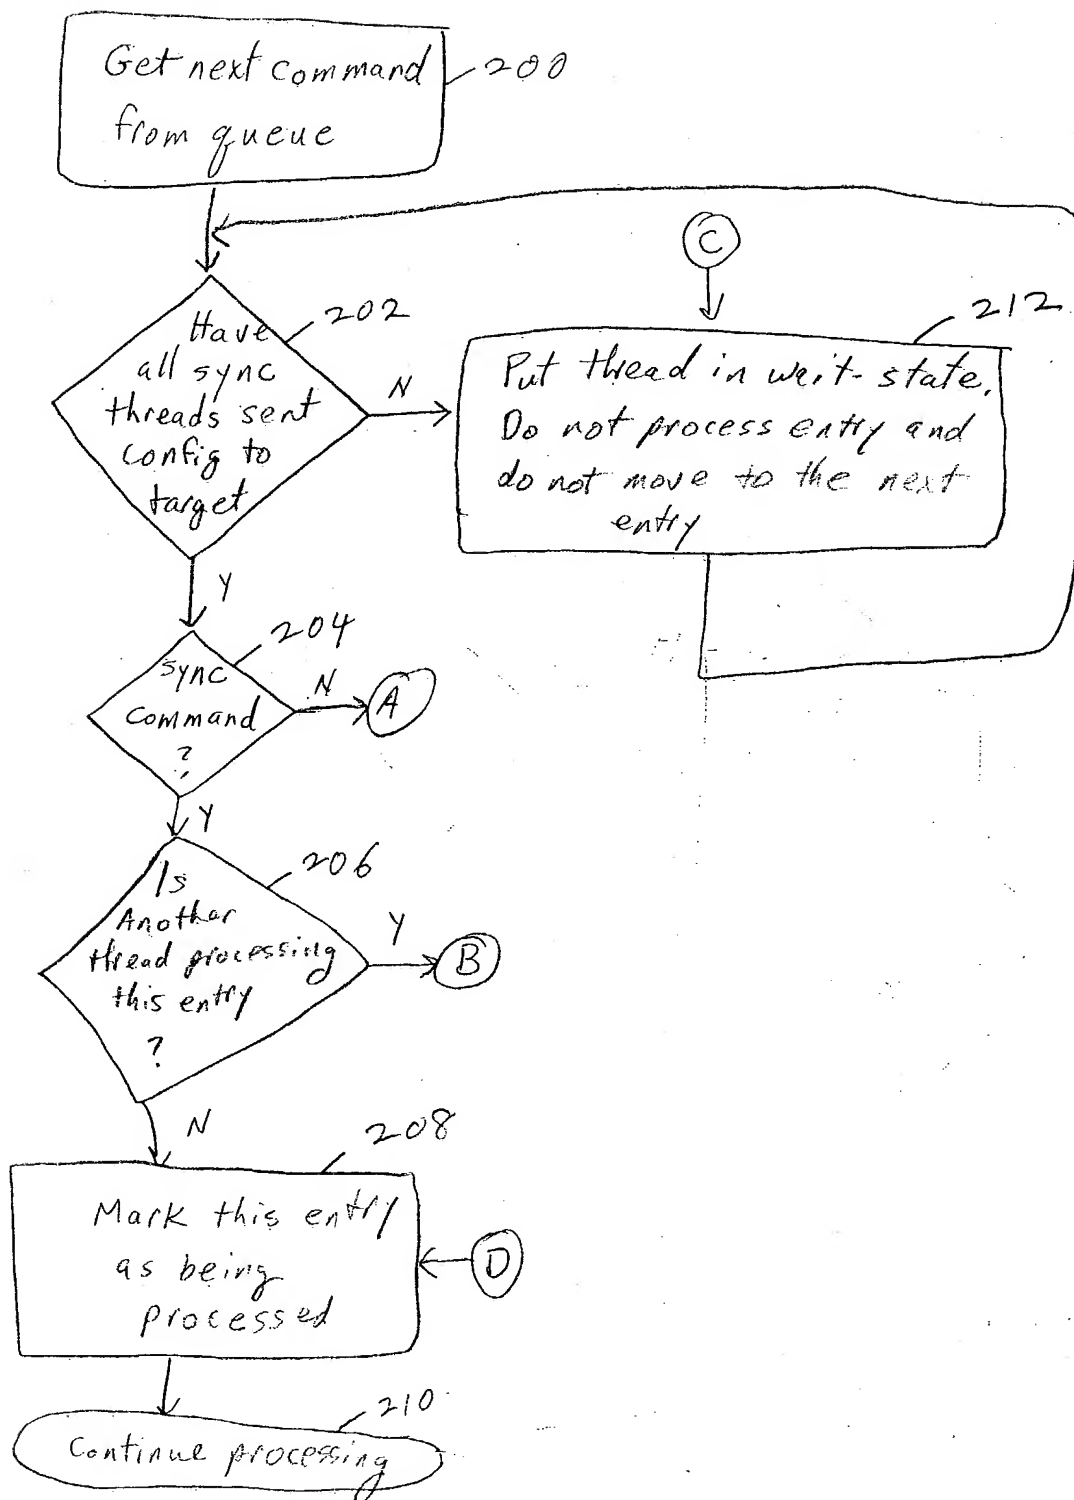 Get next command
from queue
200
C
202
Have
all sync
threads sent
config to
target
N
212
Put thread in wait-state.
Do not process entry and
do not move to the next
entry
Y
204
sync
command
?
N
A
Y
206
Is
Another
thread processing
this entry
?
Y
B
N
208
Mark this entry
as being
processed
D
210
Continue processing